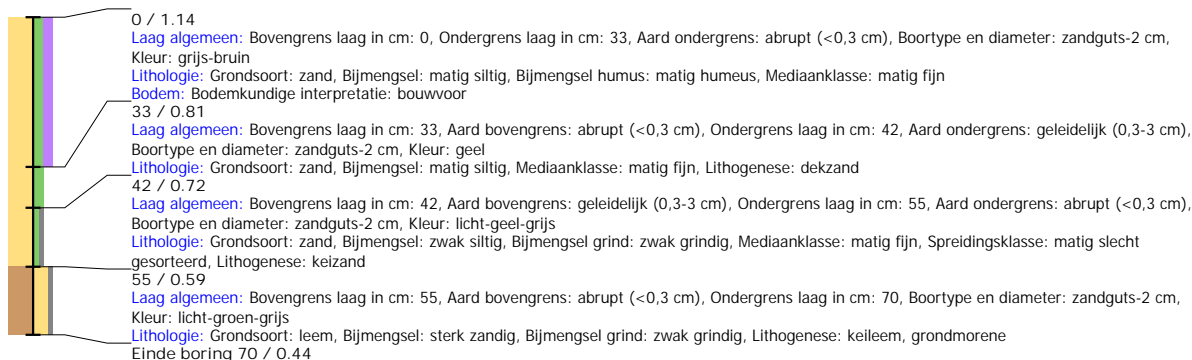 0 / 1.14
Laag algemeen: Bovengrens laag in cm: 0, Ondergrens laag in cm: 33, Aard ondergrens: abrupt (<0,3 cm), Boortype en diameter: zandguts-2 cm,
Kleur: grijs-bruin
Lithologie: Grondsoort: zand, Bijmengsel: matig siltig, Bijmengsel humus: matig humeus, Mediaanklasse: matig fijn
Bodem: Bodemkundige interpretatie: bouwvoor
33 / 0.81
Laag algemeen: Bovengrens laag in cm: 33, Aard bovengrens: abrupt (<0,3 cm), Ondergrens laag in cm: 42, Aard ondergrens: geleidelijk (0,3-3 cm),
Boortype en diameter: zandguts-2 cm, Kleur: geel
Lithologie: Grondsoort: zand, Bijmengsel: matig siltig, Mediaanklasse: matig fijn, Lithogenese: dekzand
42 / 0.72
Laag algemeen: Bovengrens laag in cm: 42, Aard bovengrens: geleidelijk (0,3-3 cm), Ondergrens laag in cm: 55, Aard ondergrens: abrupt (<0,3 cm),
Boortype en diameter: zandguts-2 cm, Kleur: licht-geel-grijs
Lithologie: Grondsoort: zand, Bijmengsel: zwak siltig, Bijmengsel grind: zwak grindig, Mediaanklasse: matig fijn, Spreidingsklasse: matig slecht
gesorteerd, Lithogenese: keizand
55 / 0.59
Laag algemeen: Bovengrens laag in cm: 55, Aard bovengrens: abrupt (<0,3 cm), Ondergrens laag in cm: 70, Boortype en diameter: zandguts-2 cm,
Kleur: licht-groen-grijs
Lithologie: Grondsoort: leem, Bijmengsel: sterk zandig, Bijmengsel grind: zwak grindig, Lithogenese: keileem, grondmorene
Einde boring 70 / 0.44